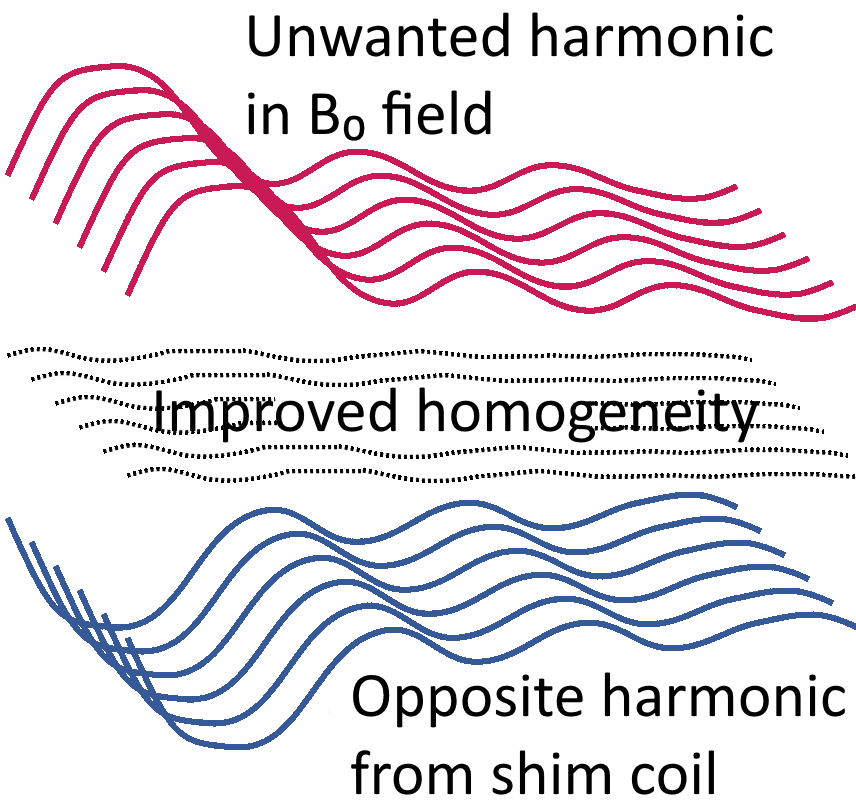 Unwanted harmonic
in B₀ field
Improved homogeneity
Opposite harmonic
from shim coil